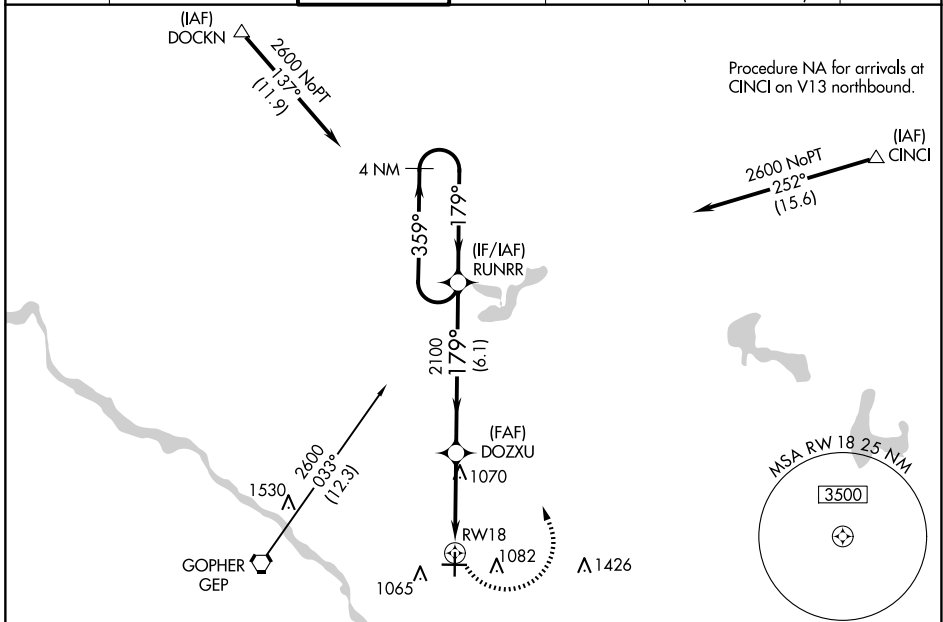 (IAF)
DOCKN
2600 NoPT
137°
(11.9)
Procedure NA for arrivals at
CINCI on V13 northbound.
(IAF)
CINCI
2600 NoPT
252°
(15.6)
4 NM
359°
179°
(IF/IAF)
RUNRR
2100
179°
(6.1)
(FAF)
DOZXU
1070
2600
033°
(12.3)
1530
GOPHER
GEP
RW18
1082
1065
1426
MSA RW 18 25 NM
3500